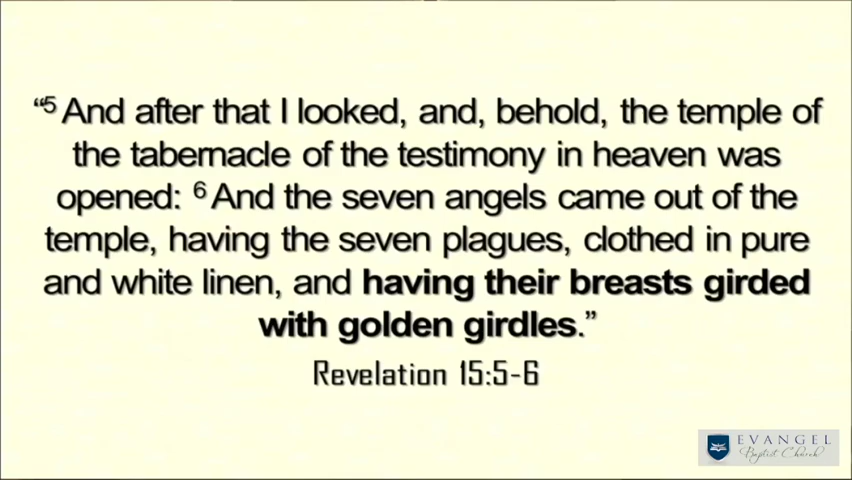 “⁵ And after that I looked, and, behold, the temple of
the tabernacle of the testimony in heaven was
opened: ⁶ And the seven angels came out of the
temple, having the seven plagues, clothed in pure
and white linen, and having their breasts girded
with golden girdles.”
Revelation 15:5-6
EVANGEL
Baptist Church